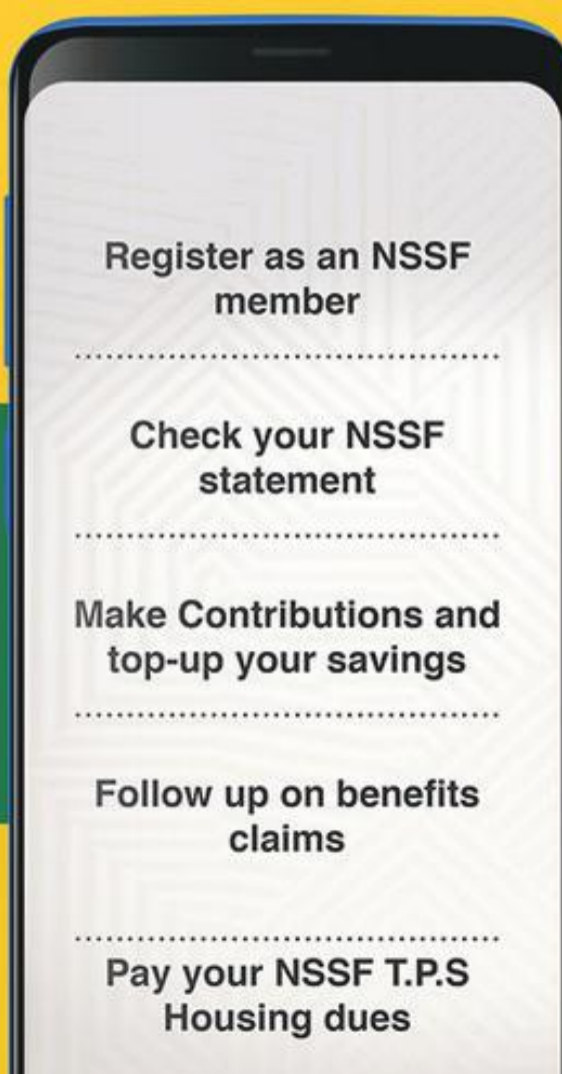 Register as an NSSF
member
Check your NSSF
statement
Make Contributions and
top-up your savings
Follow up on benefits
claims
Pay your NSSF T.P.S
Housing dues